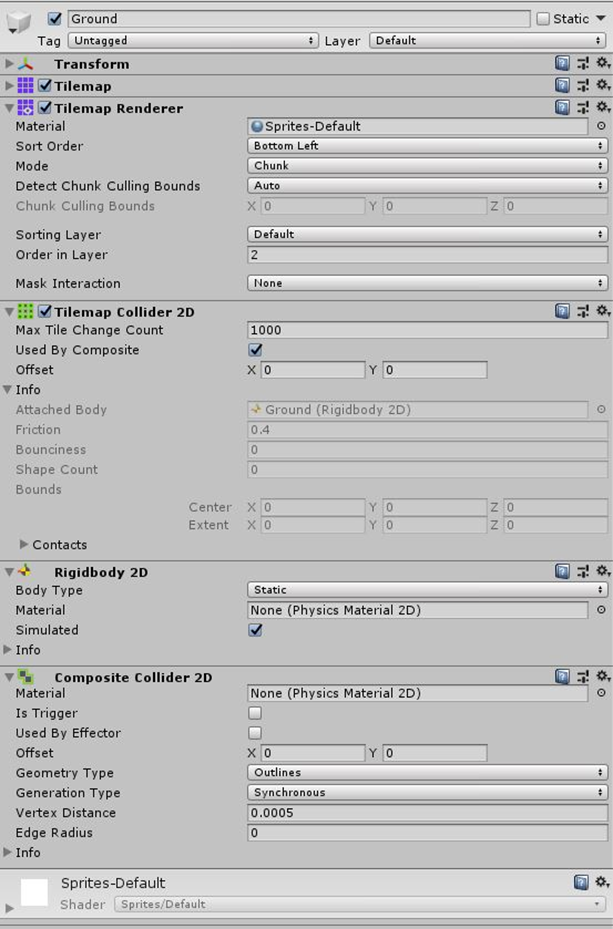 Ground Static
Tag Untagged Layer Default
Transform
Tilemap
Tilemap Renderer
Material Sprites-Default
Sort Order Bottom Left
Mode Chunk
Detect Chunk Culling Bounds Auto
Chunk Culling Bounds X 0 Y 0 Z 0
Sorting Layer Default
Order in Layer 2
Mask Interaction None
Tilemap Collider 2D
Max Tile Change Count 1000
Used By Composite
Offset X 0 Y 0
Info
Attached Body Ground (Rigidbody 2D)
Friction 0.4
Bounciness 0
Shape Count 0
Bounds
Center X 0 Y 0 Z 0
Extent X 0 Y 0 Z 0
Contacts
Rigidbody 2D
Body Type Static
Material None (Physics Material 2D)
Simulated
Info
Composite Collider 2D
Material None (Physics Material 2D)
Is Trigger
Used By Effector
Offset X 0 Y 0
Geometry Type Outlines
Generation Type Synchronous
Vertex Distance 0.0005
Edge Radius 0
Info
Sprites-Default
Shader Sprites/Default